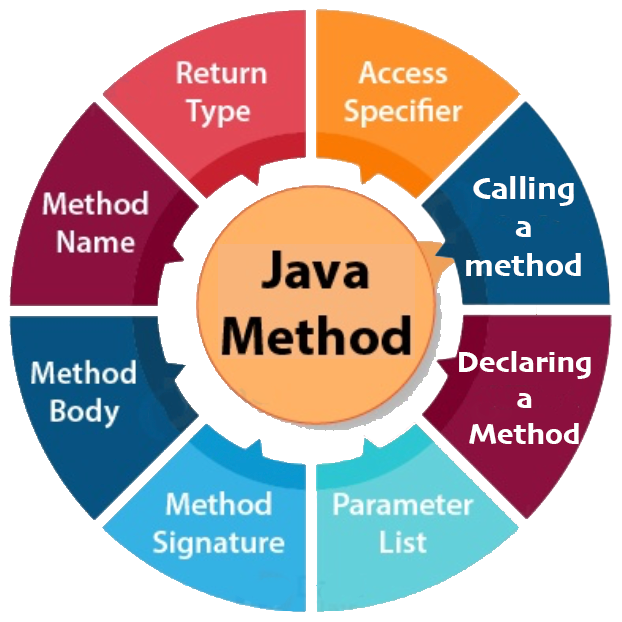 Java
Method
Access
Specifier
Calling
a
method
Declaring
a
Method
Parameter
List
Method
Signature
Method
Body
Method
Name
Return
Type